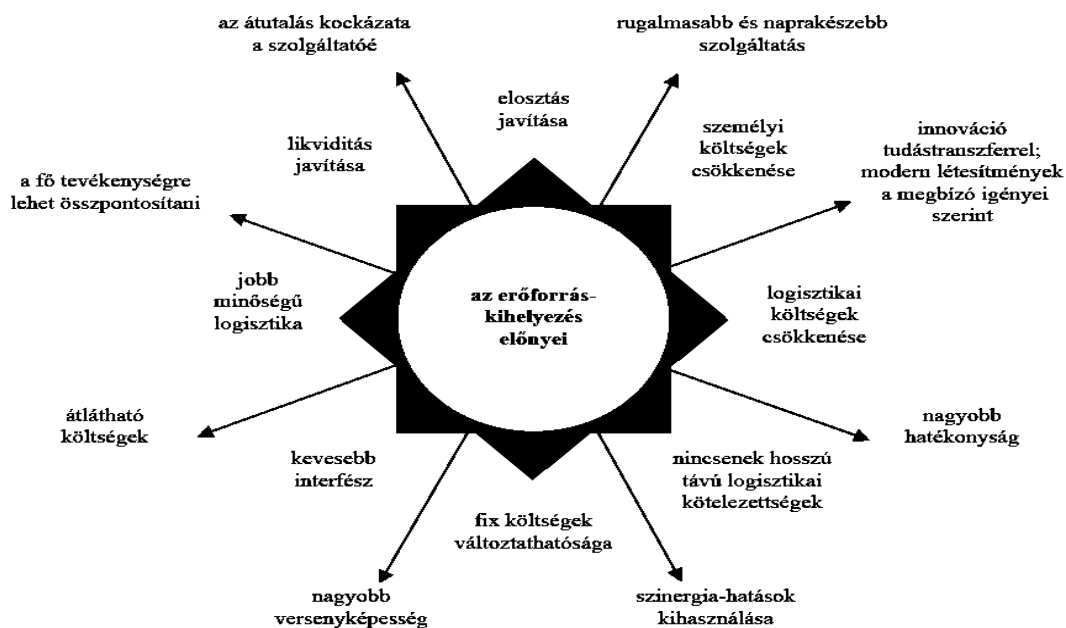 az átutalás kockázata
a szolgáltatóé
rugalmasabb és naprakészebb
szolgáltatás
elosztás
javítása
likviditás
javítása
személyi
költségek
csökkenése
innováció
tudástranszferrel;
modern létesítmények
a megbízó igényei
szerint
a fő tevékenységre
lehet összpontosítani
jobb
minőségű
logisztika
az erőforrás-
kihelyezés
előnyei
logisztikai
költségek
csökkenése
átlátható
költségek
nagyobb
hatékonyság
kevesebb
interfész
nincsenek hosszú
távú logisztikai
kötelezettségek
fix költségek
változtathatósága
nagyobb
versenyképesség
szinergia-hatások
kihasználása